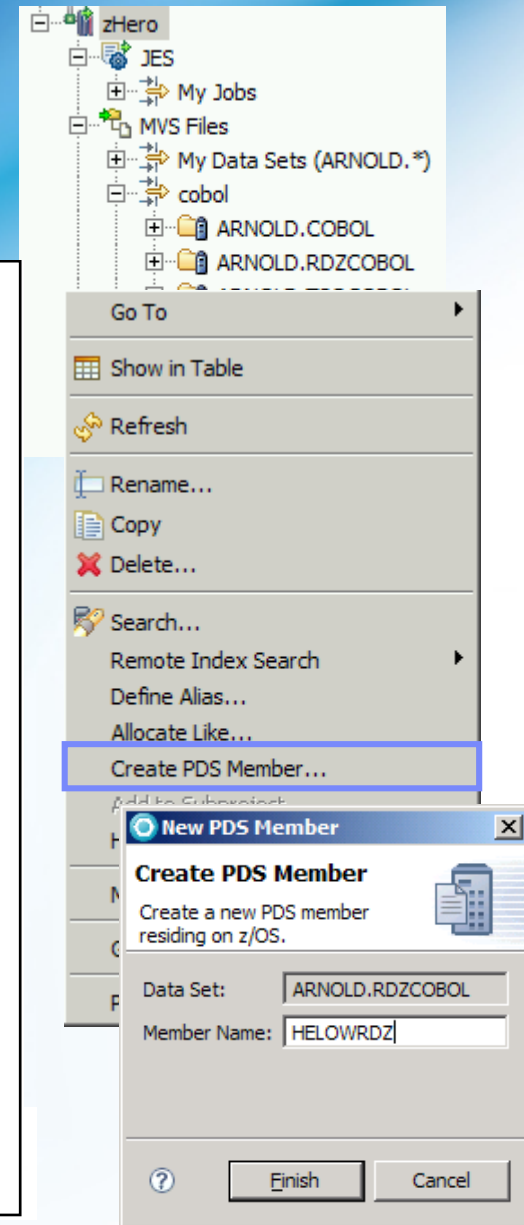 zHero
JES
My Jobs
MVS Files
My Data Sets (ARNOLD.*)
cobol
ARNOLD.COBOL
ARNOLD.RDZCOBOL
Go To
Show in Table
Refresh
Rename...
Copy
Delete...
Search...
Remote Index Search
Define Alias...
Allocate Like...
Create PDS Member...
Add to Subproject
New PDS Member
Create PDS Member
Create a new PDS member
residing on z/OS.
Data Set: ARNOLD.RDZCOBOL
Member Name: HELOWRDZ
Finish Cancel